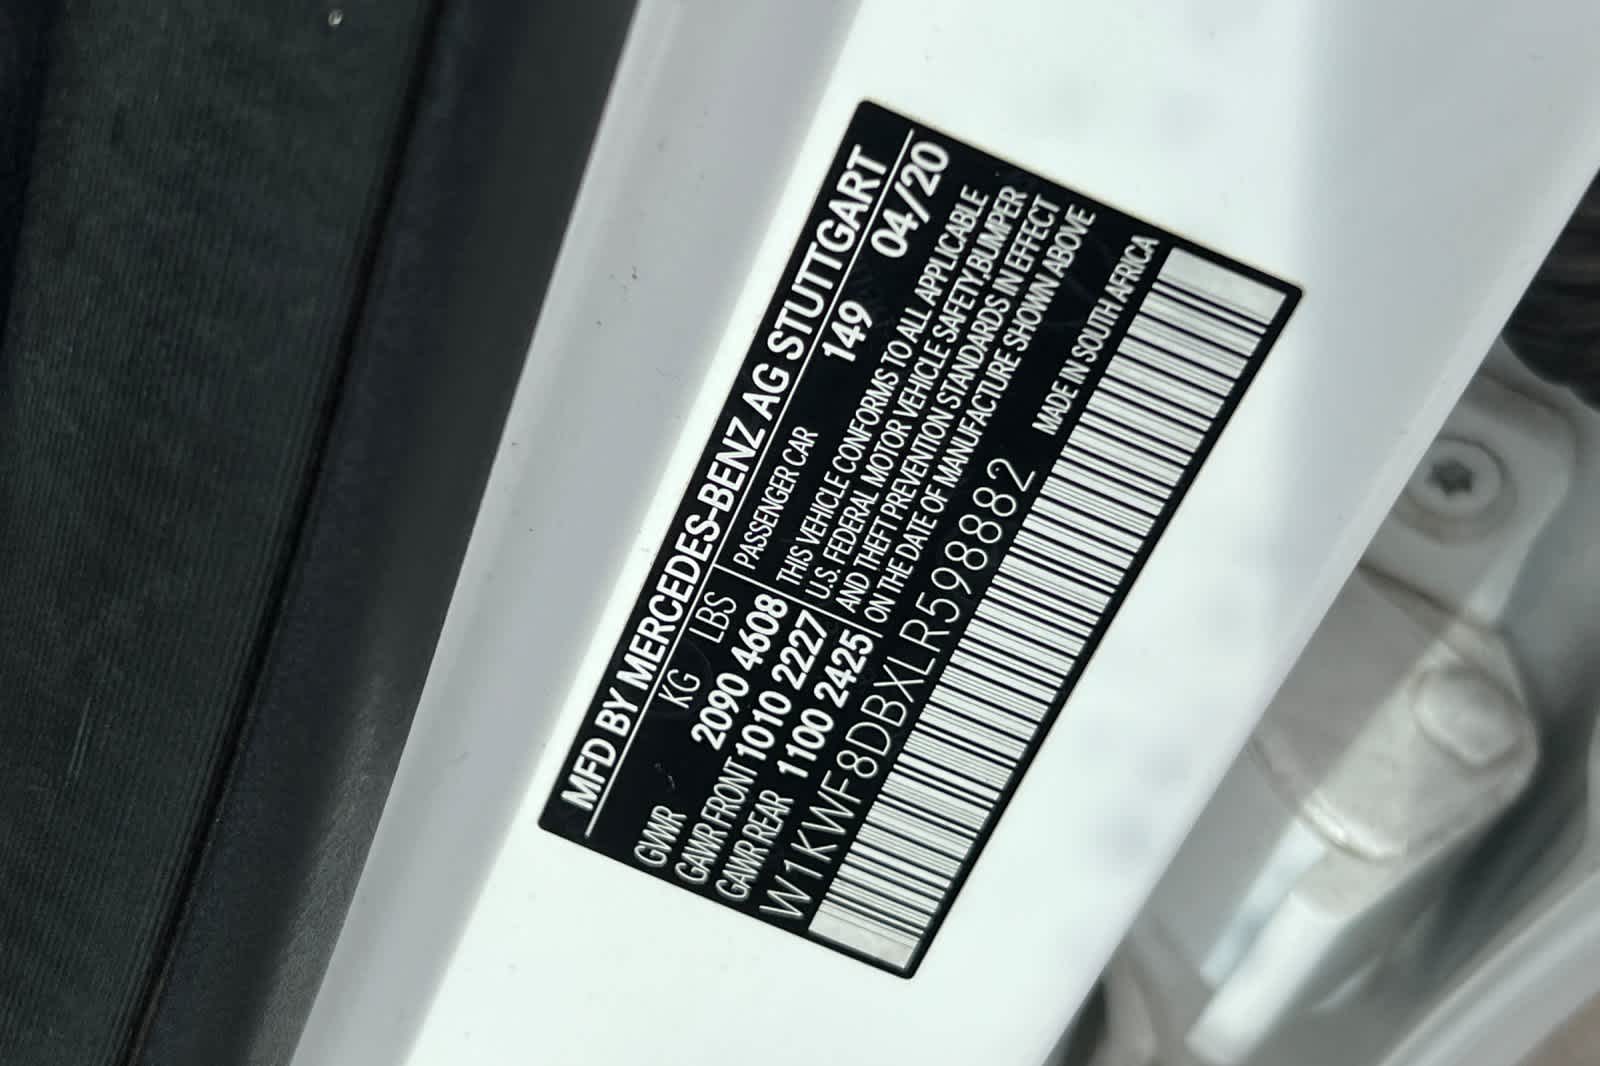 MFD BY MERCEDES-BENZ AG STUTTGART
KG LBS PASSENGER CAR 149 04/20
GVWR 2090 4608
GAWR FRONT 1010 2227
GAWR REAR 1100 2425
THIS VEHICLE CONFORMS TO ALL APPLICABLE
U.S. FEDERAL MOTOR VEHICLE SAFETY,BUMPER
AND THEFT PREVENTION STANDARDS IN EFFECT
ON THE DATE OF MANUFACTURE SHOWN ABOVE
W1KWF8DBXLR598882
MADE IN SOUTH AFRICA